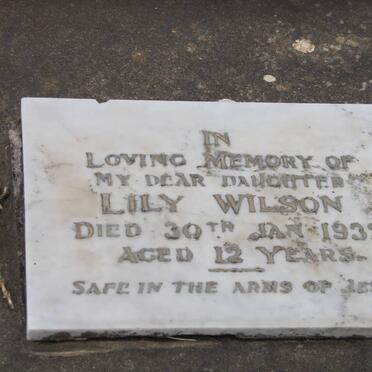 IN
LOVING MEMORY OF
MY DEAR DAUGHTER
LILY WILSON
DIED 30TH JAN 193
AGED 12 YEARS.
SAFE IN THE ARMS OF